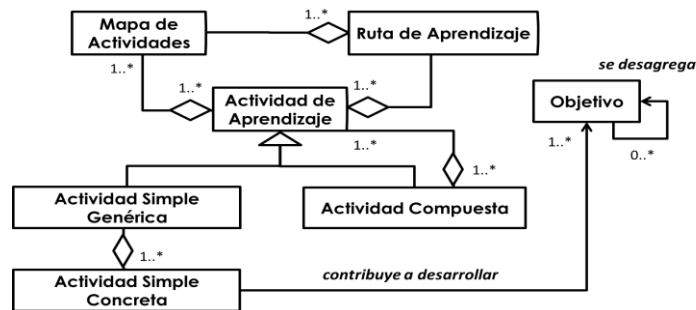 Mapa de
Actividades
1..*
Ruta de Aprendizaje
1..*
1..*
1..*
Actividad de
Aprendizaje
1..*
se desagrega
Objetivo
1..*
0..*
1..*
Actividad Simple
Genérica
Actividad Compuesta
1..*
Actividad Simple
Concreta
contribuye a desarrollar